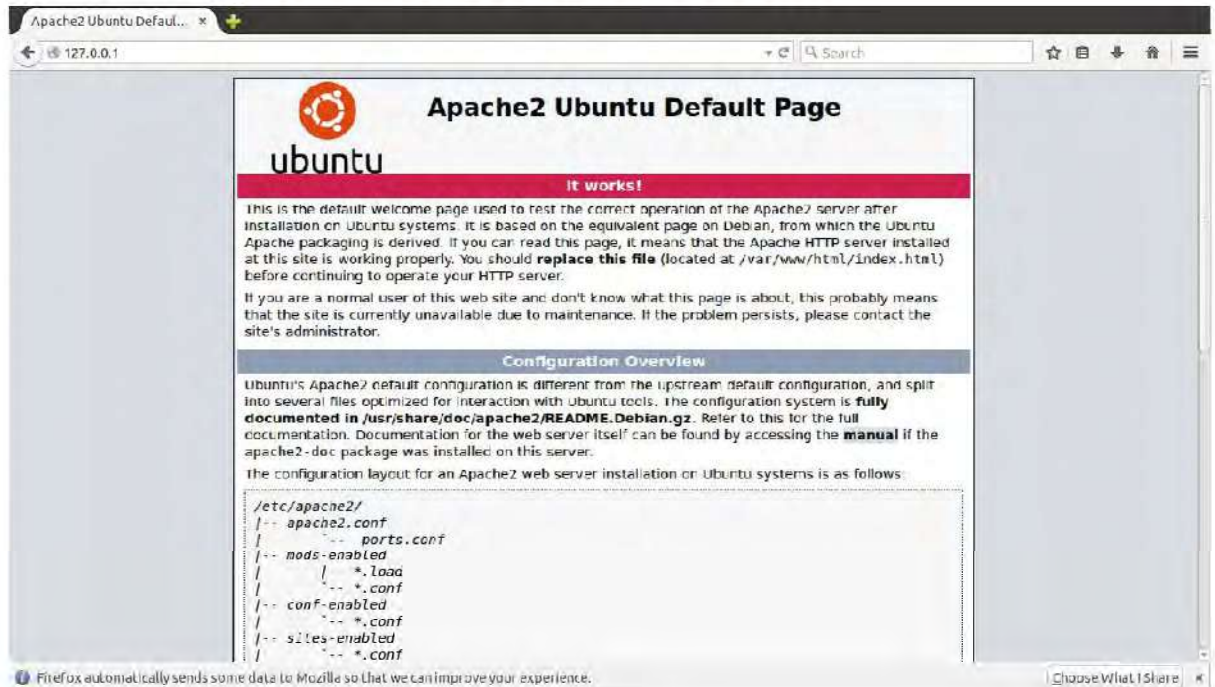 Apache2 Ubuntu Defaul...
127.0.0.1
Search
ubuntu
Apache2 Ubuntu Default Page
It works!
This is the default welcome page used to test the correct operation of the Apache2 server after
installation on Ubuntu systems. It is based on the equivalent page on Debian, from which the Ubuntu
Apache packaging is derived. If you can read this page, it means that the Apache HTTP server installed
at this site is working properly. You should replace this file (located at /var/www/html/index.html)
before continuing to operate your HTTP server.
If you are a normal user of this web site and don't know what this page is about, this probably means
that the site is currently unavailable due to maintenance. If the problem persists, please contact the
site's administrator.
Configuration Overview
Ubuntu's Apache2 default configuration is different from the upstream default configuration, and split
into several files optimized for interaction with Ubuntu tools. The configuration system is fully
documented in /usr/share/doc/apache2/README.Debian.gz. Refer to this for the full
documentation. Documentation for the web server itself can be found by accessing the manual if the
apache2-doc package was installed on this server.
The configuration layout for an Apache2 web server installation on Ubuntu systems is as follows:
/etc/apache2/
|-- apache2.conf
|       `--  ports.conf
|-- mods-enabled
|       |-- *.load
|       `-- *.conf
|-- conf-enabled
|       `-- *.conf
|-- sites-enabled
|       `-- *.conf
Firefox automatically sends some data to Mozilla so that we can improve your experience.
Choose What I Share